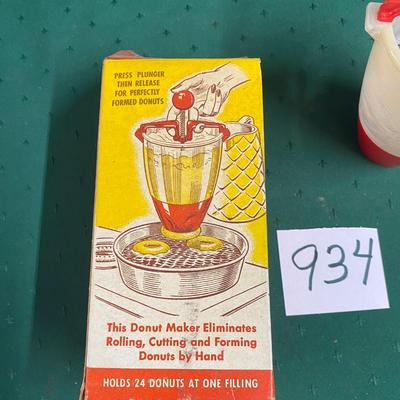 PRESS PLUNGER
THEN RELEASE
FOR PERFECTLY
FORMED DONUTS
This Donut Maker Eliminates
Rolling, Cutting and Forming
Donuts by Hand
HOLDS 24 DONUTS AT ONE FILLING
934